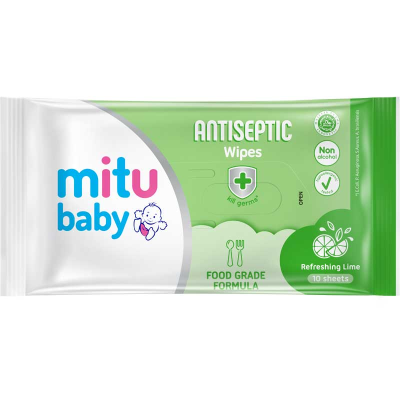 mitu
baby
ANTISEPTIC
Wipes
kill germs*
OPEN
Non
alcohol
FOOD GRADE
FORMULA
Refreshing Lime
10 sheets